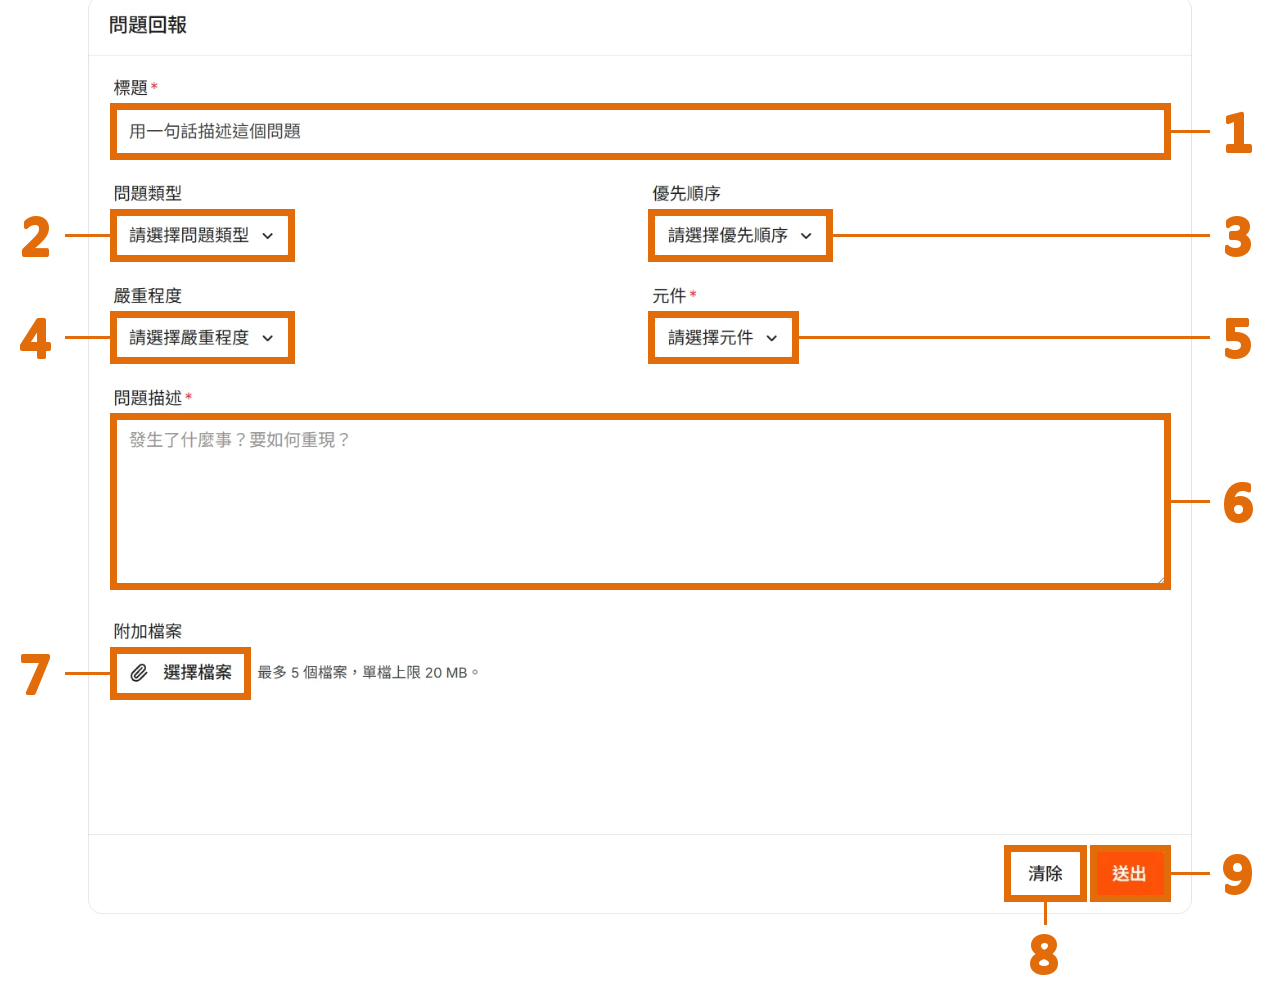 問題回報
標題 *
用一句話描述這個問題
1
問題類型
優先順序
2
請選擇問題類型
請選擇優先順序
3
嚴重程度
元件 *
4
請選擇嚴重程度
請選擇元件
5
問題描述 *
發生了什麼事？要如何重現？
6
附加檔案
7
選擇檔案
最多 5 個檔案，單檔上限 20 MB。
清除
送出
9
8